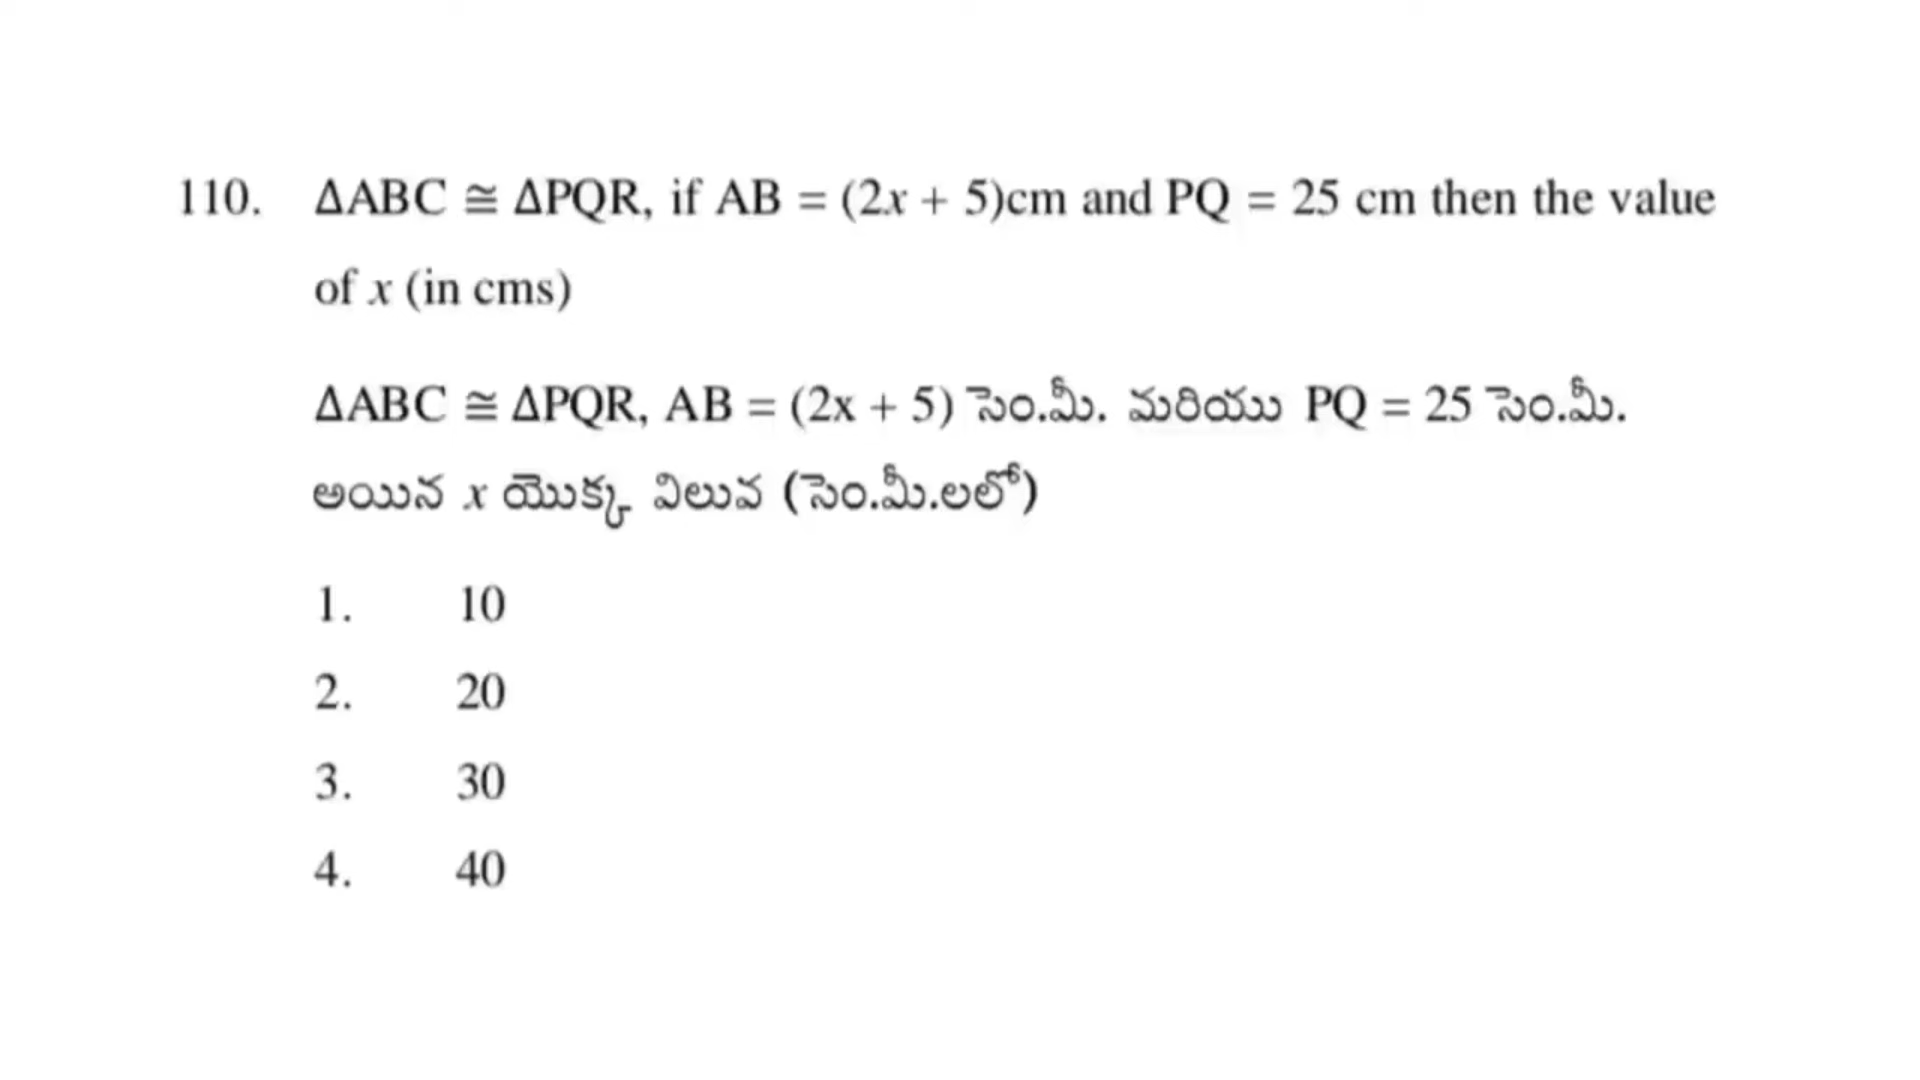 110. ΔABC ≅ ΔPQR, if AB = (2x + 5)cm and PQ = 25 cm then the value
of x (in cms)
ΔABC ≅ ΔPQR, AB = (2x + 5) సెం.మీ. మరియు PQ = 25 సెం.మీ.
అయిన x యొక్క విలువ (సెం.మీ.లలో)
1. 10
2. 20
3. 30
4. 40